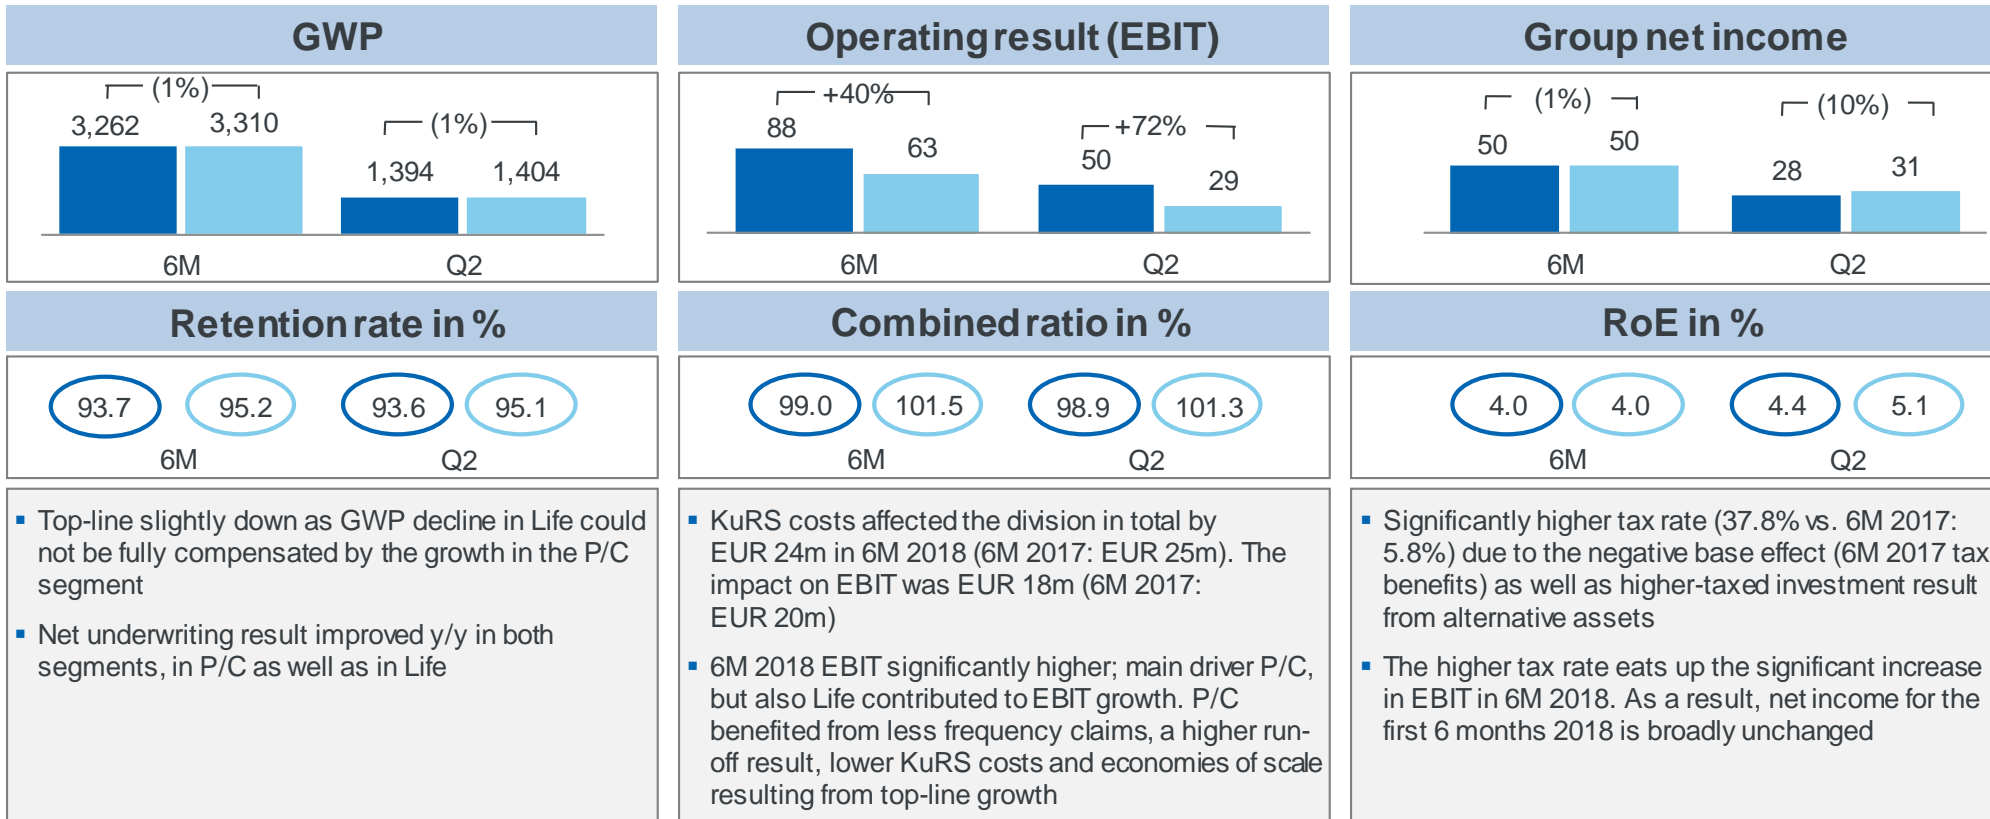 GWP
(1%)
3,262
3,310
(1%)
1,394
1,404
6M
Q2
Operating result (EBIT)
+40%
88
63
+72%
50
29
6M
Q2
Group net income
(1%)
50
50
(10%)
28
31
6M
Q2
Retention rate in %
93.7
95.2
93.6
95.1
6M
Q2
Combined ratio in %
99.0
101.5
98.9
101.3
6M
Q2
RoE in %
4.0
4.0
4.4
5.1
6M
Q2
▪ Top-line slightly down as GWP decline in Life could
not be fully compensated by the growth in the P/C
segment
▪ Net underwriting result improved y/y in both
segments, in P/C as well as in Life
▪ KuRS costs affected the division in total by
EUR 24m in 6M 2018 (6M 2017: EUR 25m). The
impact on EBIT was EUR 18m (6M 2017:
EUR 20m)
▪ 6M 2018 EBIT significantly higher; main driver P/C,
but also Life contributed to EBIT growth. P/C
benefited from less frequency claims, a higher run-
off result, lower KuRS costs and economies of scale
resulting from top-line growth
▪ Significantly higher tax rate (37.8% vs. 6M 2017:
5.8%) due to the negative base effect (6M 2017 tax
benefits) as well as higher-taxed investment result
from alternative assets
▪ The higher tax rate eats up the significant increase
in EBIT in 6M 2018. As a result, net income for the
first 6 months 2018 is broadly unchanged